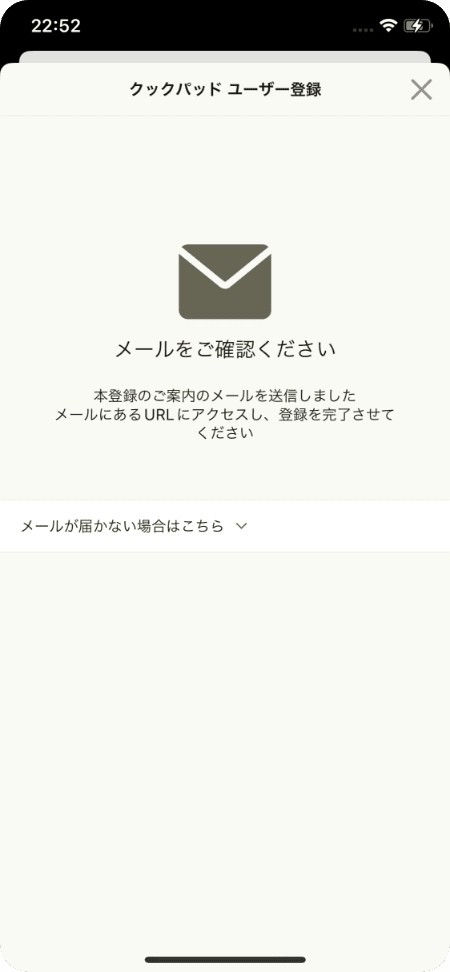 22:52
クックパッド ユーザー登録
メールをご確認ください
本登録のご案内のメールを送信しました
メールにあるURLにアクセスし、登録を完了させて
ください
メールが届かない場合はこちら